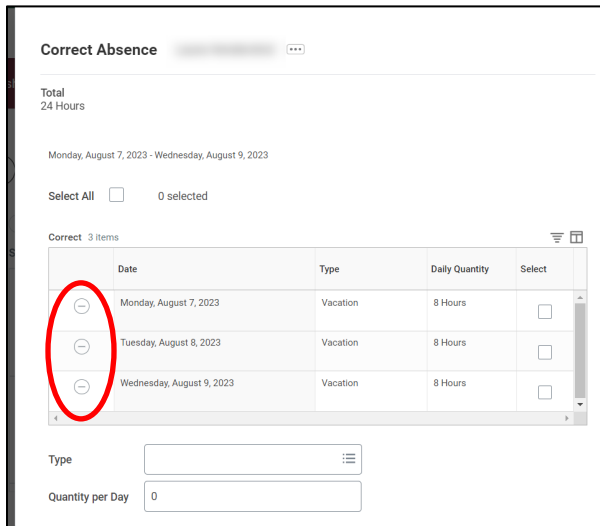 Correct Absence
Total
24 Hours
Monday, August 7, 2023 - Wednesday, August 9, 2023
Select All 0 selected
Correct 3 items
Date Type Daily Quantity Select
Monday, August 7, 2023 Vacation 8 Hours
Tuesday, August 8, 2023 Vacation 8 Hours
Wednesday, August 9, 2023 Vacation 8 Hours
Type
Quantity per Day 0